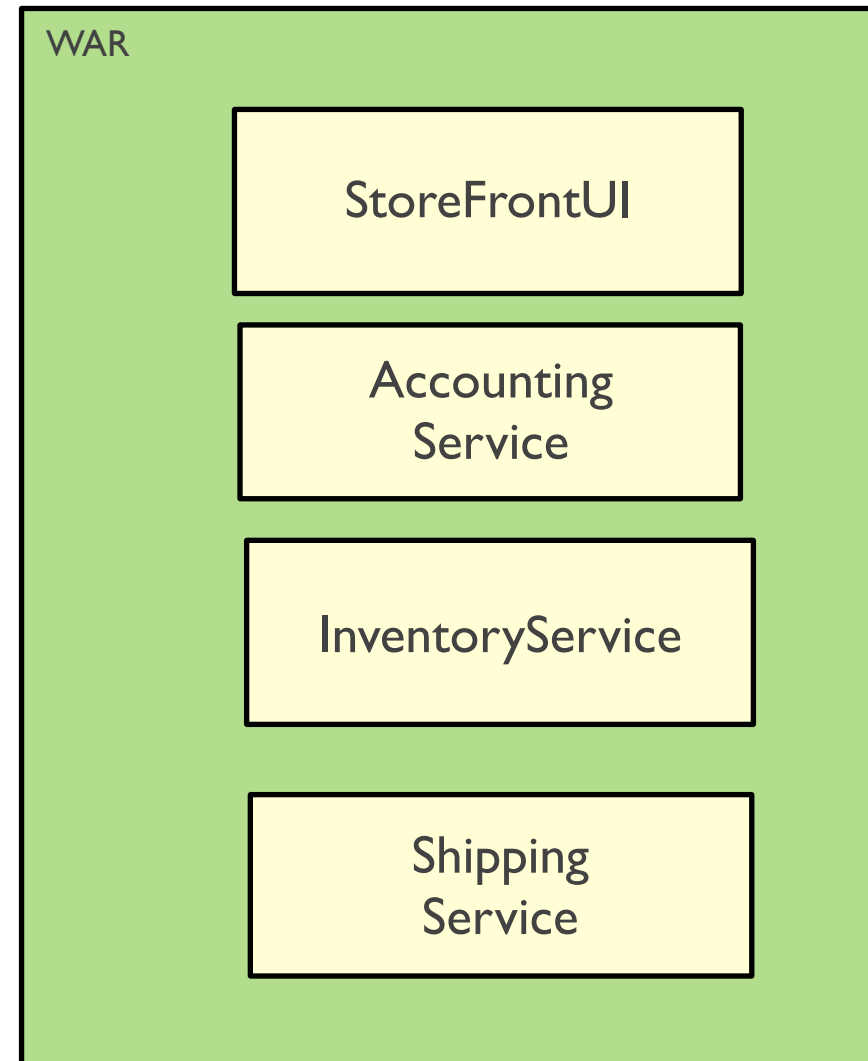 WAR
StoreFrontUI
Accounting
Service
InventoryService
Shipping
Service